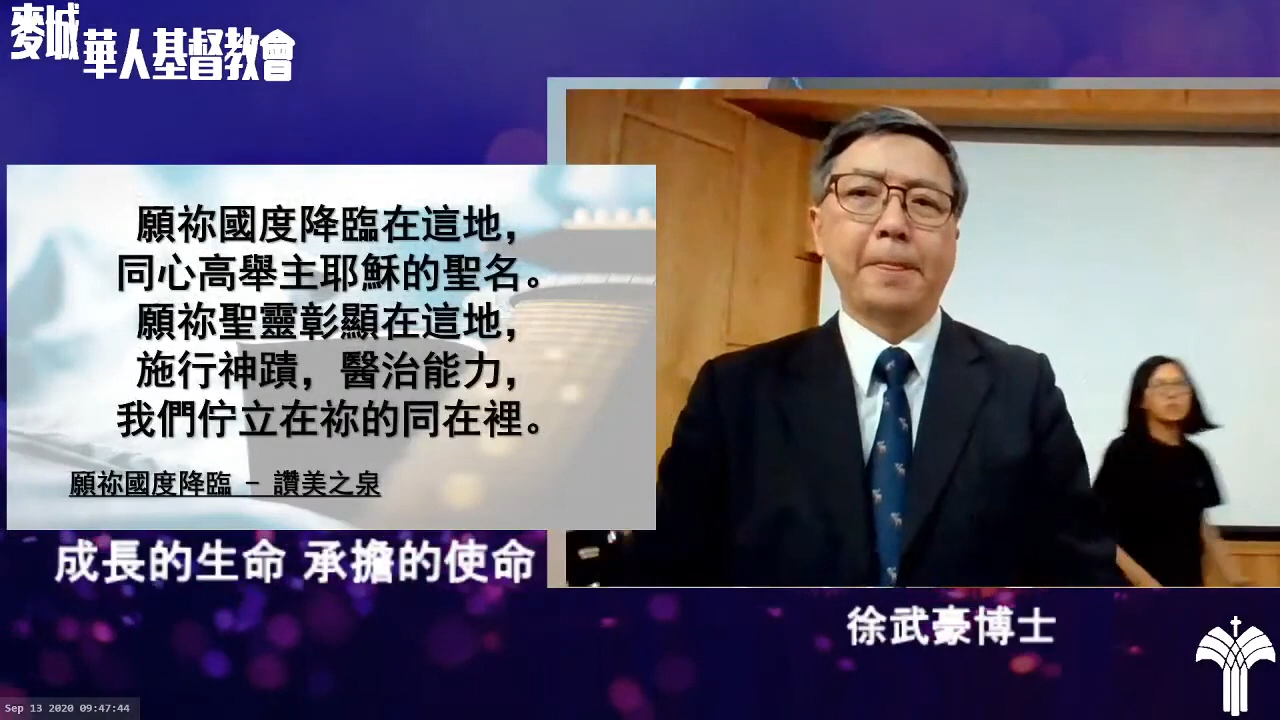 麥城
華人基督教會
願祢國度降臨在這地，
同心高舉主耶穌的聖名。
願祢聖靈彰顯在這地，
施行神蹟，醫治能力，
我們佇立在祢的同在裡。
願祢國度降臨 - 讚美之泉
成長的生命 承擔的使命
徐武豪博士
Sep 13 2020 09:47:44